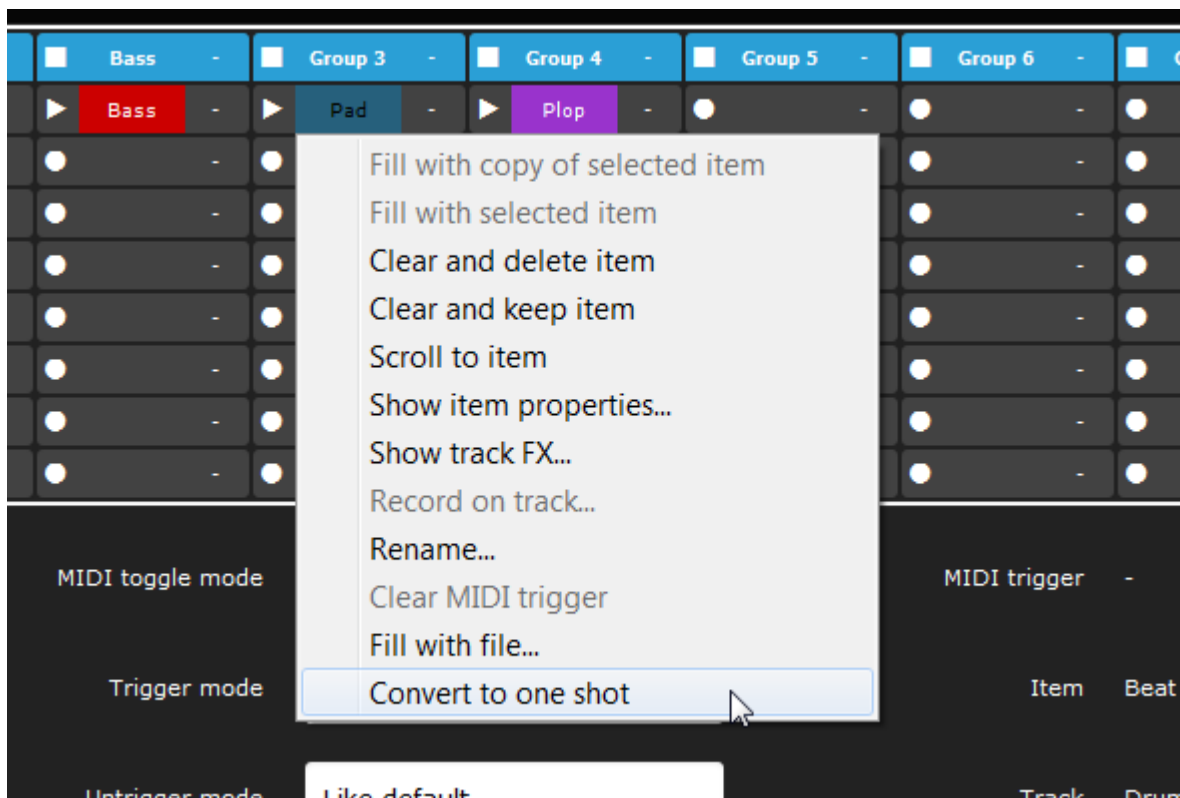 Bass - Group 3 - Group 4 - Group 5 - Group 6 -
Bass - Pad - Plop - - -
- -
- -
- -
- -
- -
- -
- -
Fill with copy of selected item
Fill with selected item
Clear and delete item
Clear and keep item
Scroll to item
Show item properties...
Show track FX...
Record on track...
Rename...
Clear MIDI trigger
Fill with file...
Convert to one shot
MIDI toggle mode
MIDI trigger -
Trigger mode
Item Beat
Untrigger mode Like default
Track